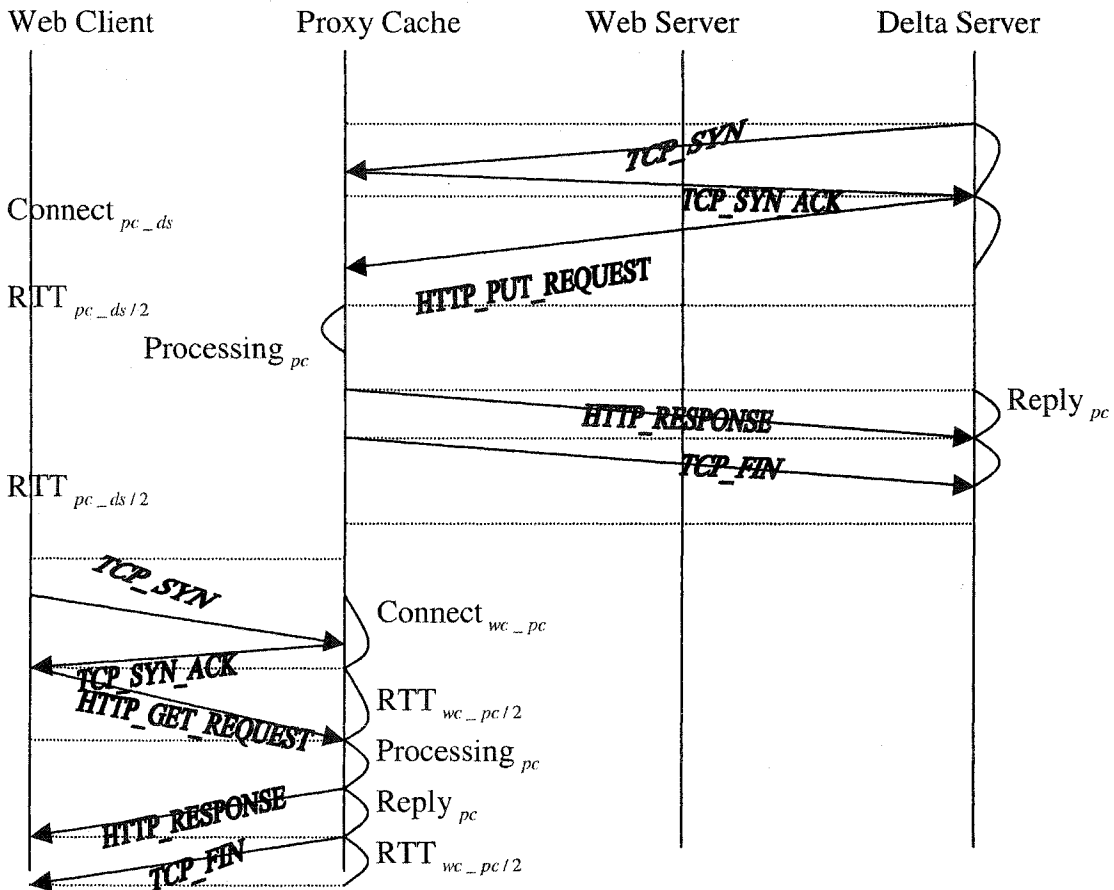 Web Client Proxy Cache Web Server Delta Server
TCP_SYN
TCP_SYN_ACK
Connect pc_ds
HTTP_PUT_REQUEST
RTT pc_ds/2
Processing pc
Reply pc
HTTP_RESPONSE
TCP_FIN
RTT pc_ds/2
TCP_SYN
Connect wc_pc
TCP_SYN_ACK
HTTP_GET_REQUEST
RTT wc_pc/2
Processing pc
HTTP_RESPONSE
Reply pc
TCP_FIN
RTT wc_pc/2